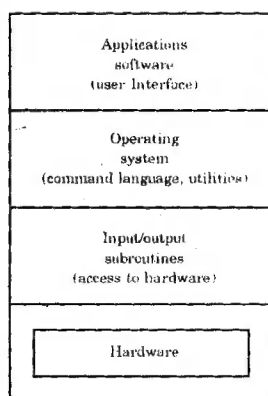 Applications
software
(user Interface)
Operating
system
(command language, utilities)
Input/output
subroutines
(access to hardware)
Hardware